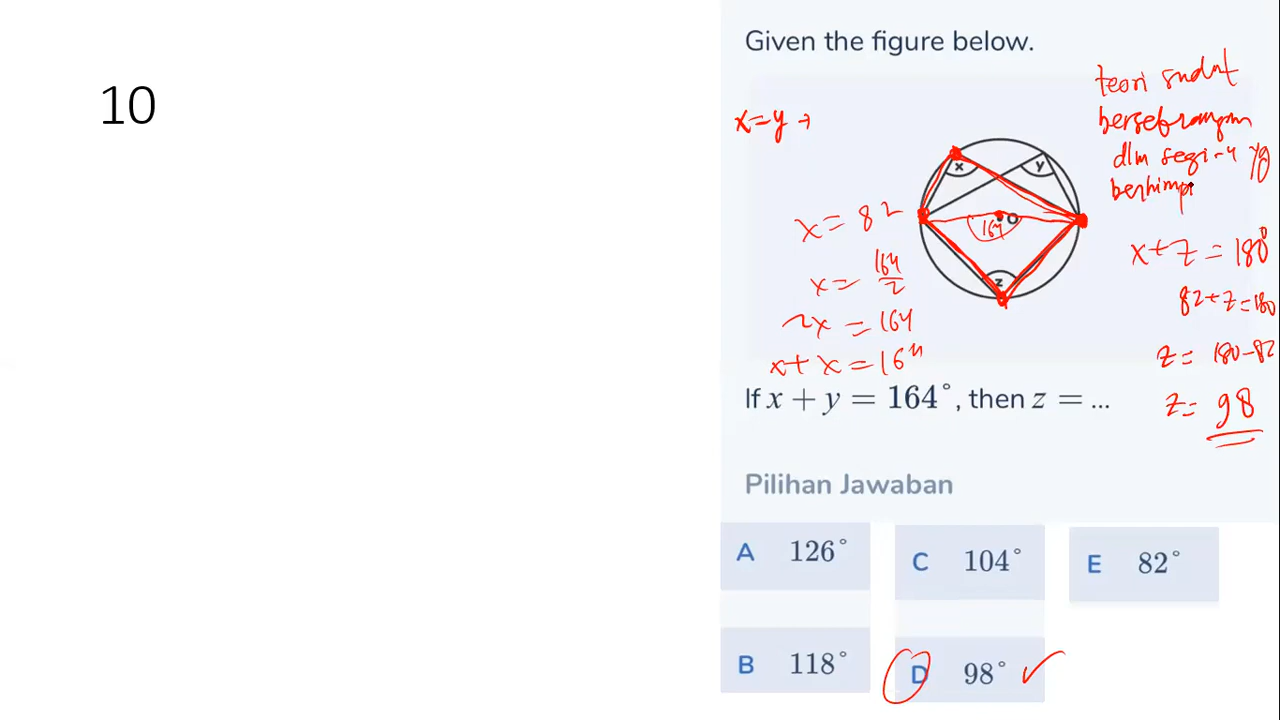 10
Given the figure below.
teori sudut
berseberangan
dlm segi-4 yg
x=y →
x
y
O
164
z
x = 82
x = 164/2
2x = 164
x+x=164
x+z = 180°
82+z=180
z= 180-82
z= 98
If x + y = 164°, then z = ...
Pilihan Jawaban
A 126°
C 104°
E 82°
B 118°
D 98°